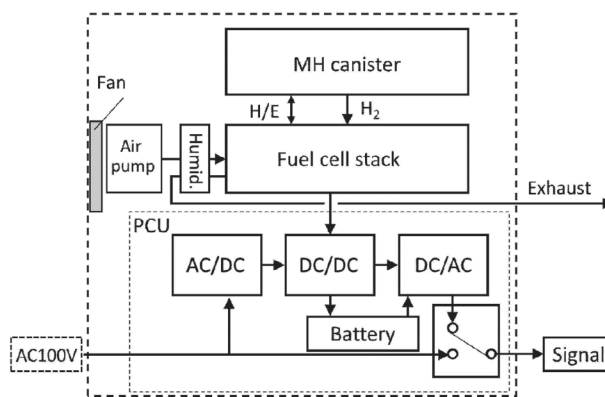 MH canister
Fan
H/E
H2
Air
pump
Humid.
Fuel cell stack
Exhaust
PCU
AC/DC
DC/DC
DC/AC
Battery
AC100V
Signal